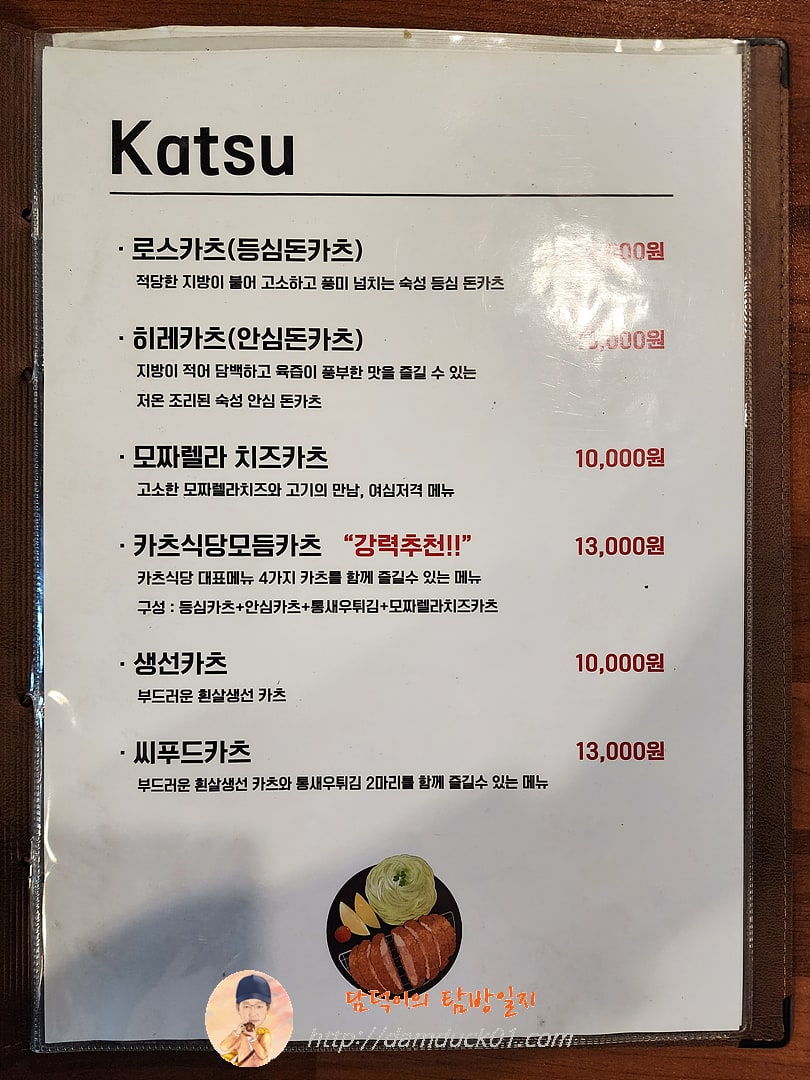 Katsu
· 로스카츠(등심돈카츠)
적당한 지방이 붙어 고소하고 풍미 넘치는 숙성 등심 돈카츠
· 히레카츠(안심돈카츠)
지방이 적어 담백하고 육즙이 풍부한 맛을 즐길 수 있는
저온 조리된 숙성 안심 돈카츠
· 모짜렐라 치즈카츠 10,000원
고소한 모짜렐라치즈와 고기의 만남, 여심저격 메뉴
· 카츠식당모듬카츠 “강력추천!!” 13,000원
카츠식당 대표메뉴 4가지 카츠를 함께 즐길수 있는 메뉴
구성 : 등심카츠+안심카츠+통새우튀김+모짜렐라치즈카츠
· 생선카츠 10,000원
부드러운 흰살생선 카츠
· 씨푸드카츠 13,000원
부드러운 흰살생선 카츠와 통새우튀김 2마리를 함께 즐길수 있는 메뉴
담덕이의 탐방일지
http://damduck01.com